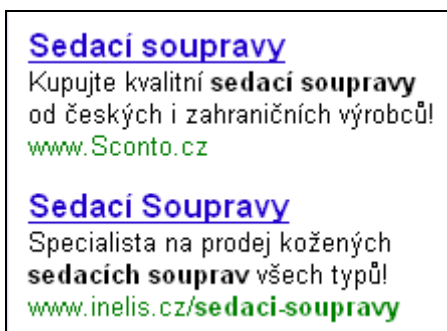 Sedací soupravy
Kupujte kvalitní sedací soupravy
od českých i zahraničních výrobců!
www.Sconto.cz
Sedací Soupravy
Specialista na prodej kožených
sedacích souprav všech typů!
www.inelis.cz/sedaci-soupravy